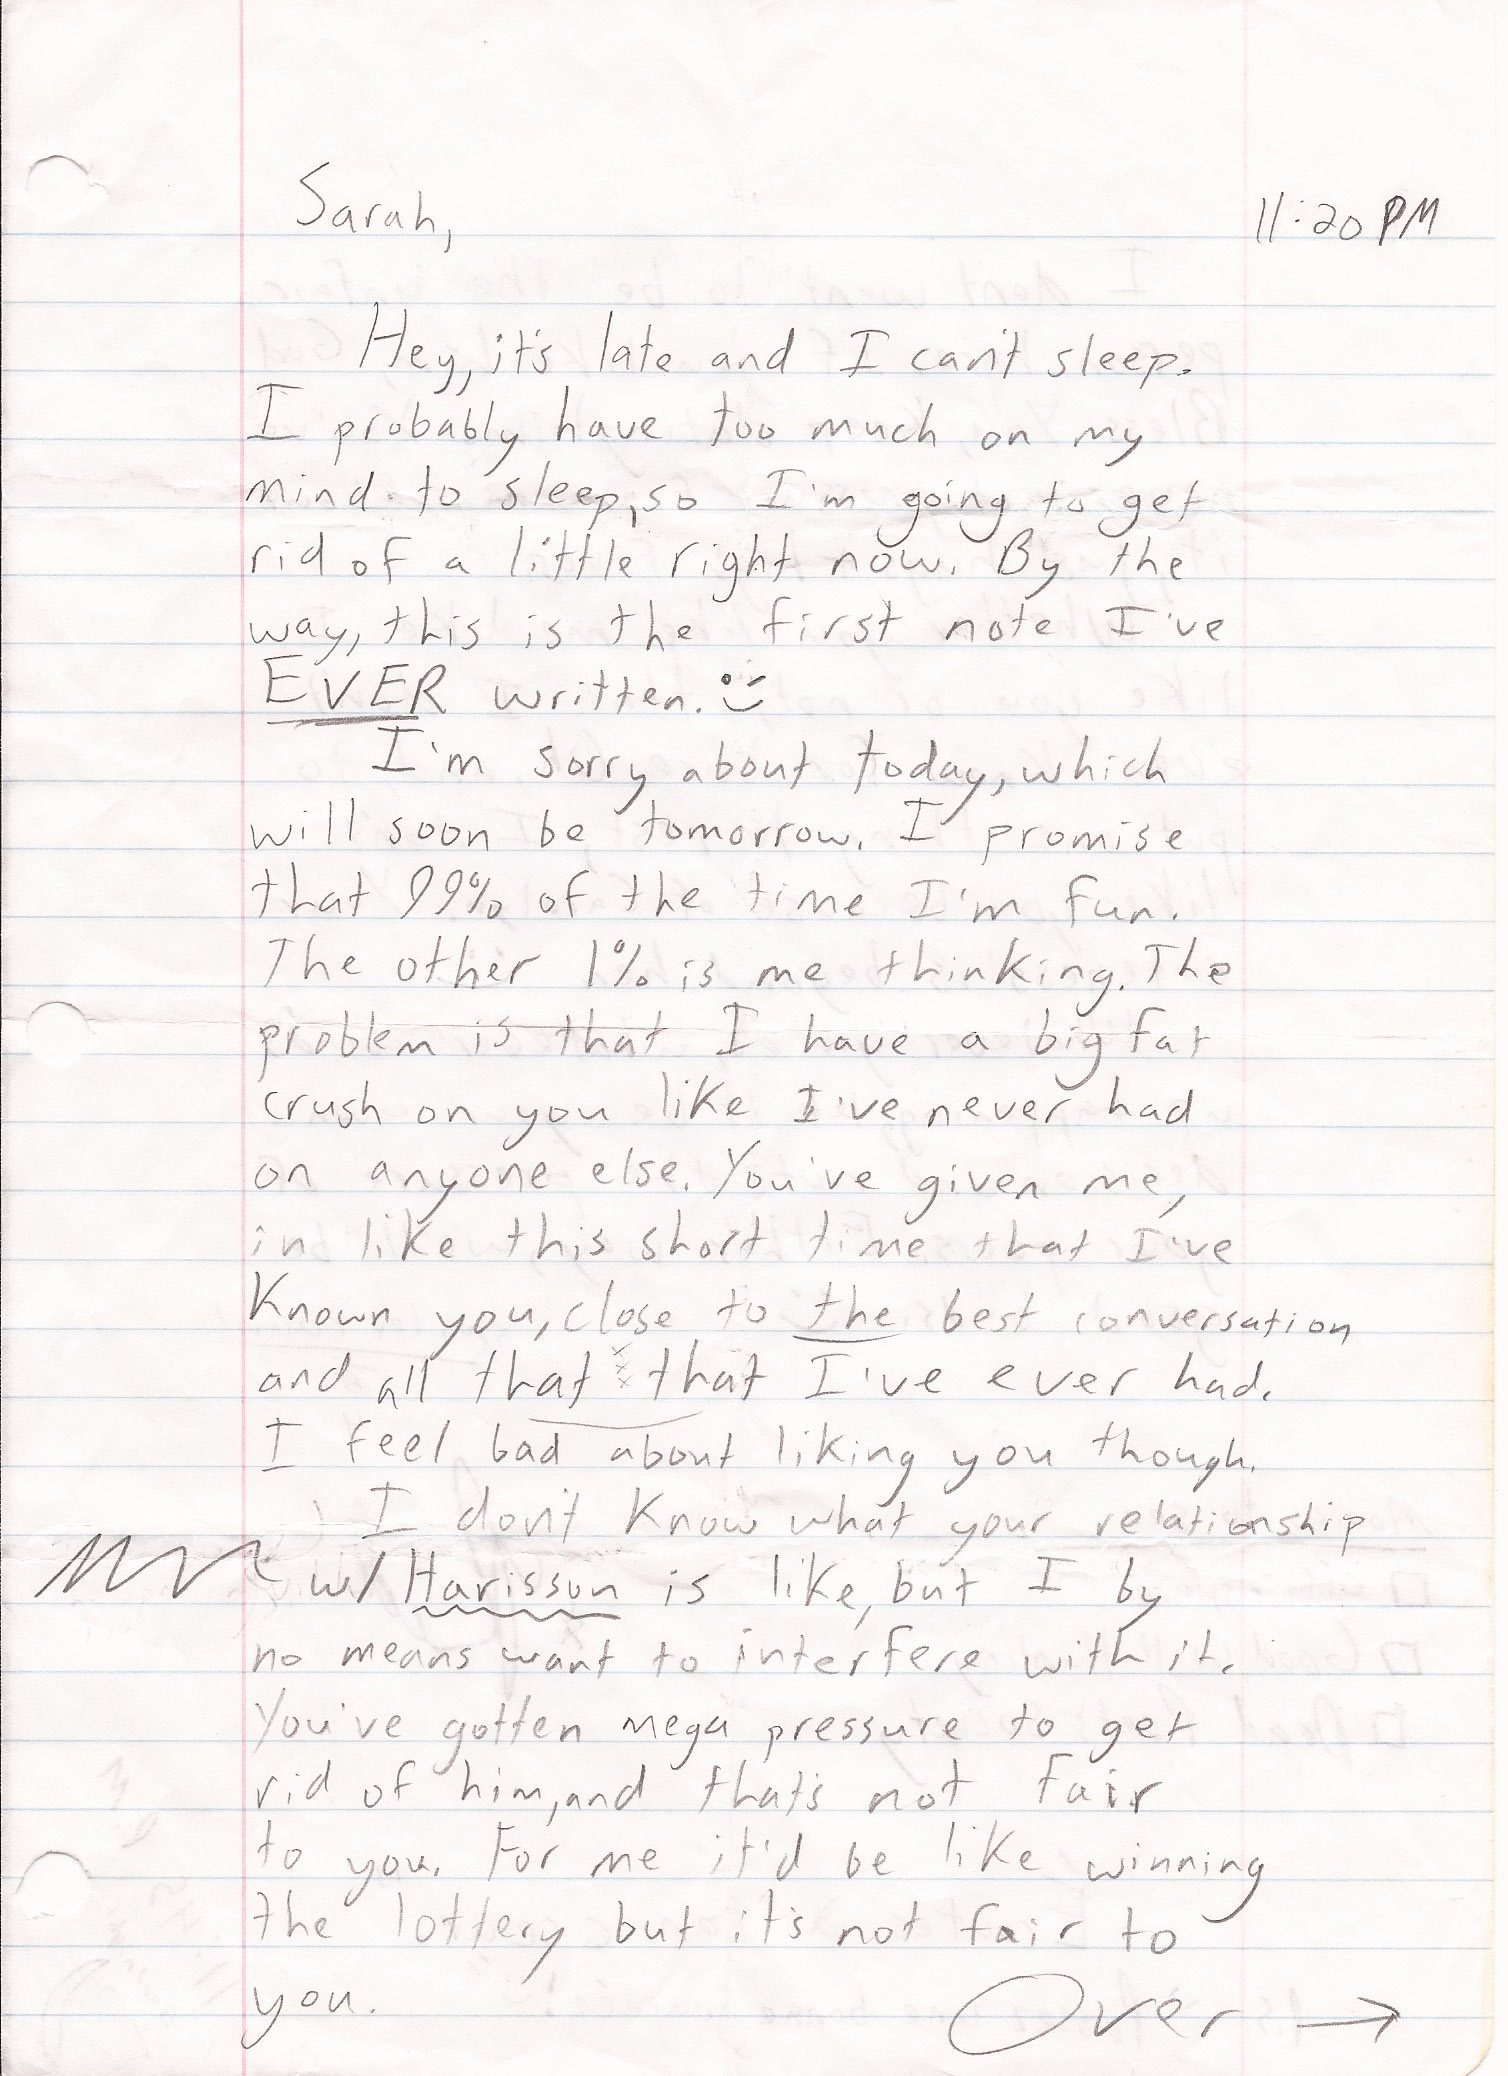 Sarah,
11:20 PM
Hey, it's late and I can't sleep.
I probably have too much on my
mind to sleep, so I'm going to get
rid of a little right now. By the
way, this is the first note I've
EVER written.
I'm sorry about today, which
will soon be tomorrow. I promise
that 99% of the time I'm fun.
The other 1% is me thinking. The
problem is that I have a big fat
crush on you like I've never had
on anyone else. You've given me,
in like this short time that I've
known you, close to the best conversation
and all that that I've ever had.
I feel bad about liking you though.
I don't know what your relationship
w/ Harisson is like, but I by
no means want to interfere with it.
You've gotten mega pressure to get
rid of him, and that's not fair
to you. For me it'd be like winning
the lottery but it's not fair to
you.
Over →